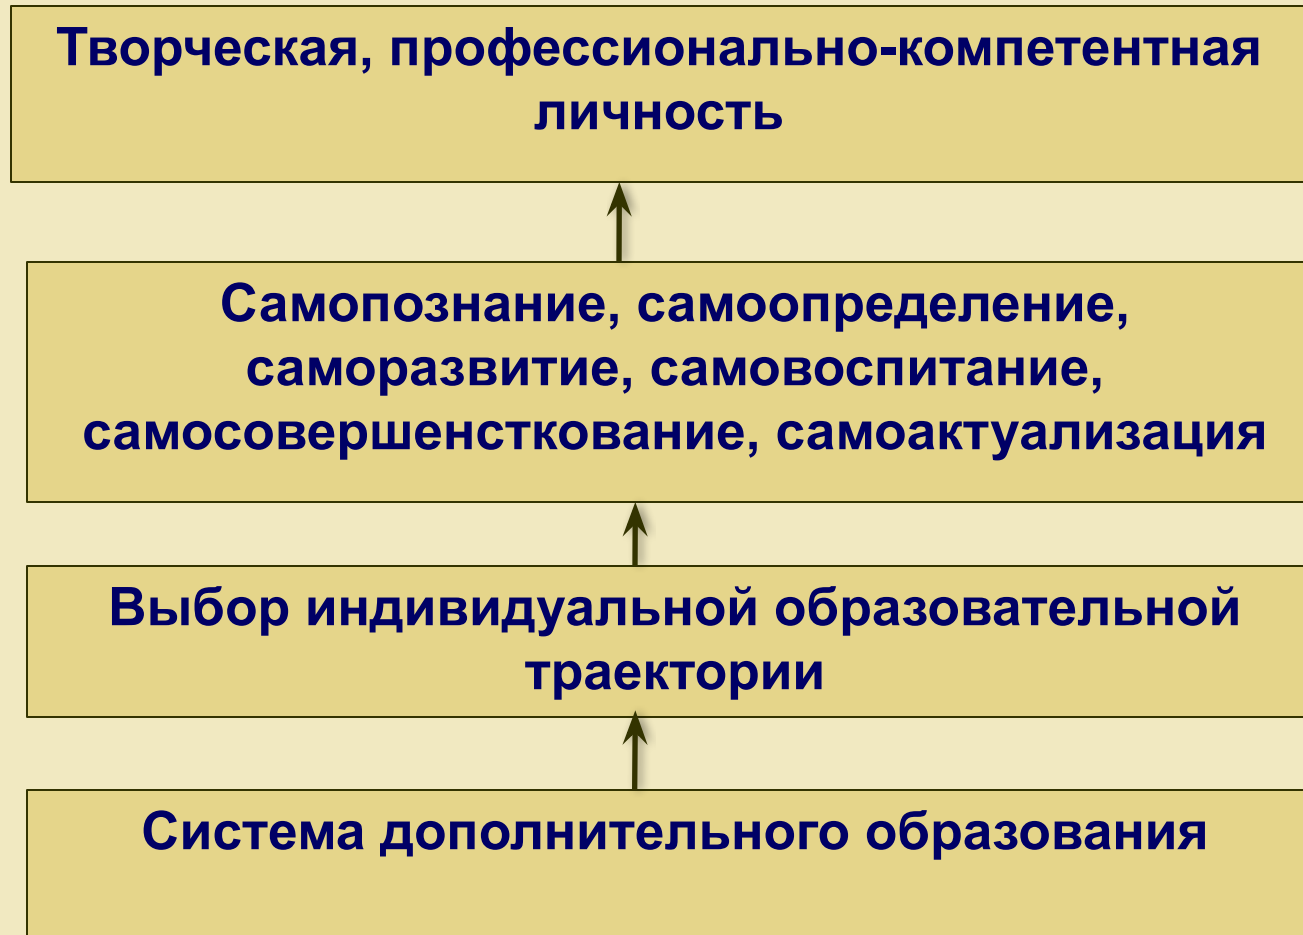 Творческая, профессионально-компетентная
личность
Самопознание, самоопределение,
саморазвитие, самовоспитание,
самосовершенсткование, самоактуализация
Выбор индивидуальной образовательной
траектории
Система дополнительного образования